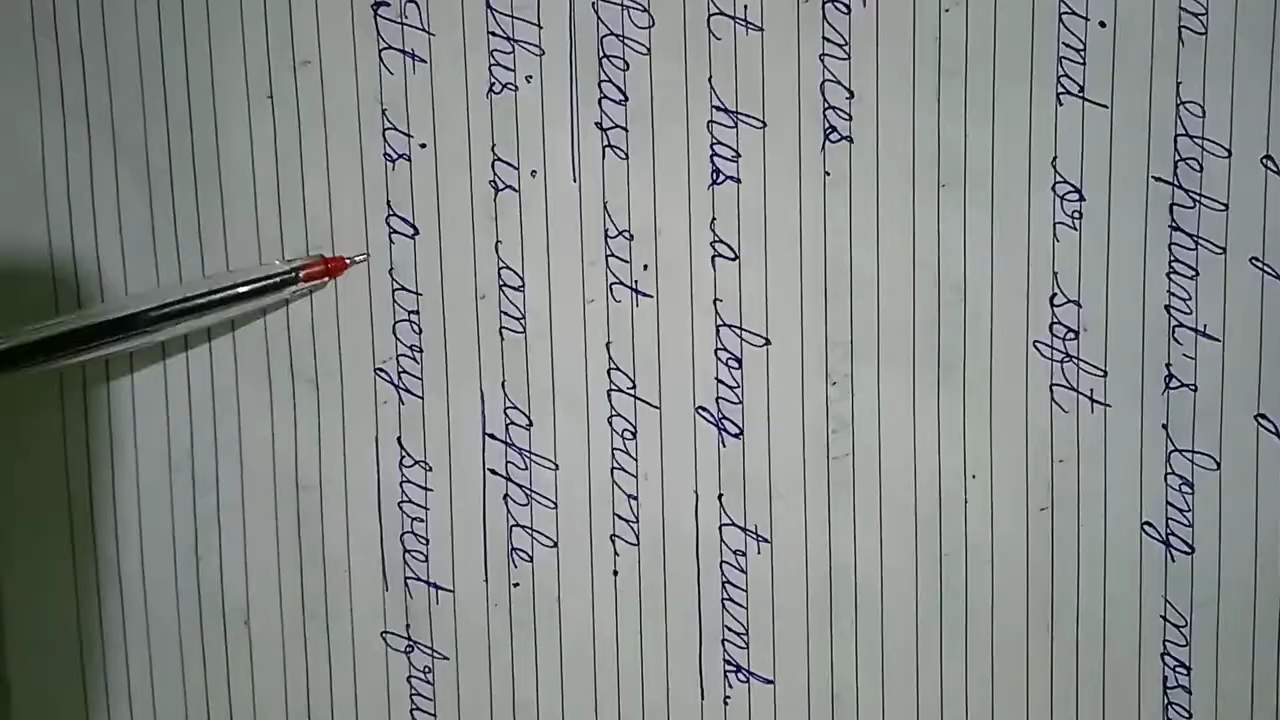 elephant's long nose
or soft
ences.
t has a long trunk.
Please sit down.
This is an apple.
It is a very sweet fru